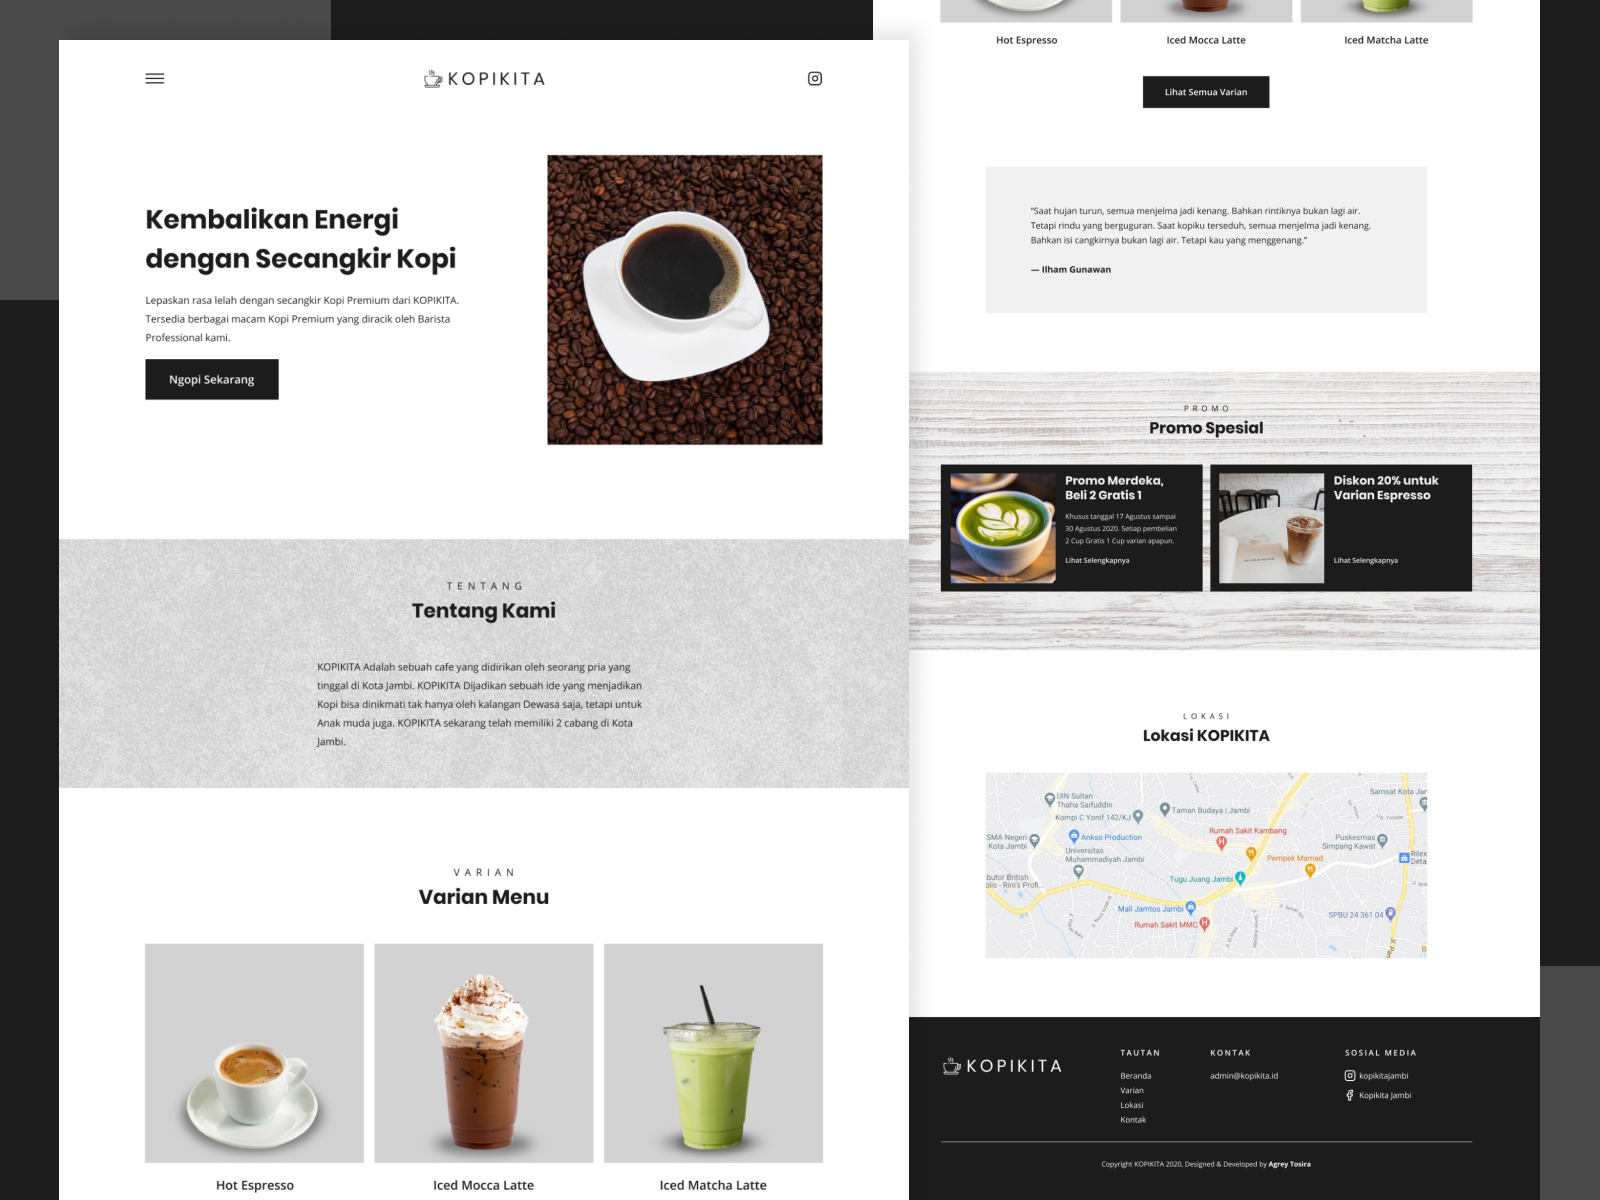 KOPIKITA
Kembalikan Energi
dengan Secangkir Kopi
Lepaskan rasa lelah dengan secangkir Kopi Premium dari KOPIKITA.
Tersedia berbagai macam Kopi Premium yang diracik oleh Barista
Professional kami.
Ngopi Sekarang
TENTANG
Tentang Kami
KOPIKITA Adalah sebuah cafe yang didirikan oleh seorang pria yang
tinggal di Kota Jambi. KOPIKITA Dijadikan sebuah ide yang menjadikan
Kopi bisa dinikmati tak hanya oleh kalangan Dewasa saja, tetapi untuk
Anak muda juga. KOPIKITA sekarang telah memiliki 2 cabang di Kota
Jambi.
VARIAN
Varian Menu
Hot Espresso
Iced Mocca Latte
Iced Matcha Latte
Hot Espresso
Iced Mocca Latte
Iced Matcha Latte
Lihat Semua Varian
“Saat hujan turun, semua menjelma jadi kenang. Bahkan rintiknya bukan lagi air.
Tetapi rindu yang berguguran. Saat kopiku terseduh, semua menjelma jadi kenang.
Bahkan isi cangkirnya bukan lagi air. Tetapi kau yang menggenang.”
— Ilham Gunawan
PROMO
Promo Spesial
Promo Merdeka,
Beli 2 Gratis 1
Khusus tanggal 17 Agustus sampai
30 Agustus 2020. Setiap pembelian
2 Cup Gratis 1 Cup varian apapun.
Lihat Selengkapnya
Diskon 20% untuk
Varian Espresso
Lihat Selengkapnya
LOKASI
Lokasi KOPIKITA
UIN Sultan
Thaha Saifuddin
Kompi C Yonif 142/KJ
Taman Budaya | Jambi
Samsat Kota Jar
SMA Negeri
Kota Jambi
Ankso Production
Rumah Sakit Kambang
Puskesmas
Simpang Kawat
Universitas
Muhammadiyah Jambi
Pempek Mamad
Rilex
Deta
butor British
olis - Rini's Profi...
Tugu Juang Jambi
Mall Jamtos Jambi
SPBU 24 361 04
Rumah Sakit MMC
KOPIKITA
TAUTAN
Beranda
Varian
Lokasi
Kontak
KONTAK
admin@kopikita.id
SOSIAL MEDIA
kopikitajambi
Kopikita Jambi
Copyright KOPIKITA 2020, Designed & Developed by Agrey Tosira